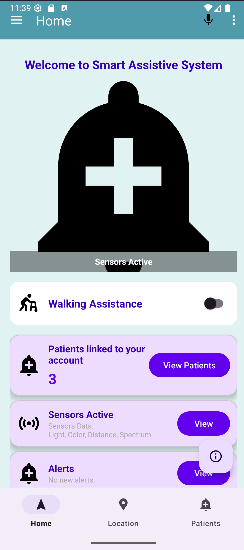 11:39
Home
Welcome to Smart Assistive System
Sensors Active
Walking Assistance
Patients linked to your
account
3
View Patients
Sensors Active
Sensors Data:
Light, Color, Distance, Spectrum
View
Alerts
No new alerts.
View
Home
Location
Patients